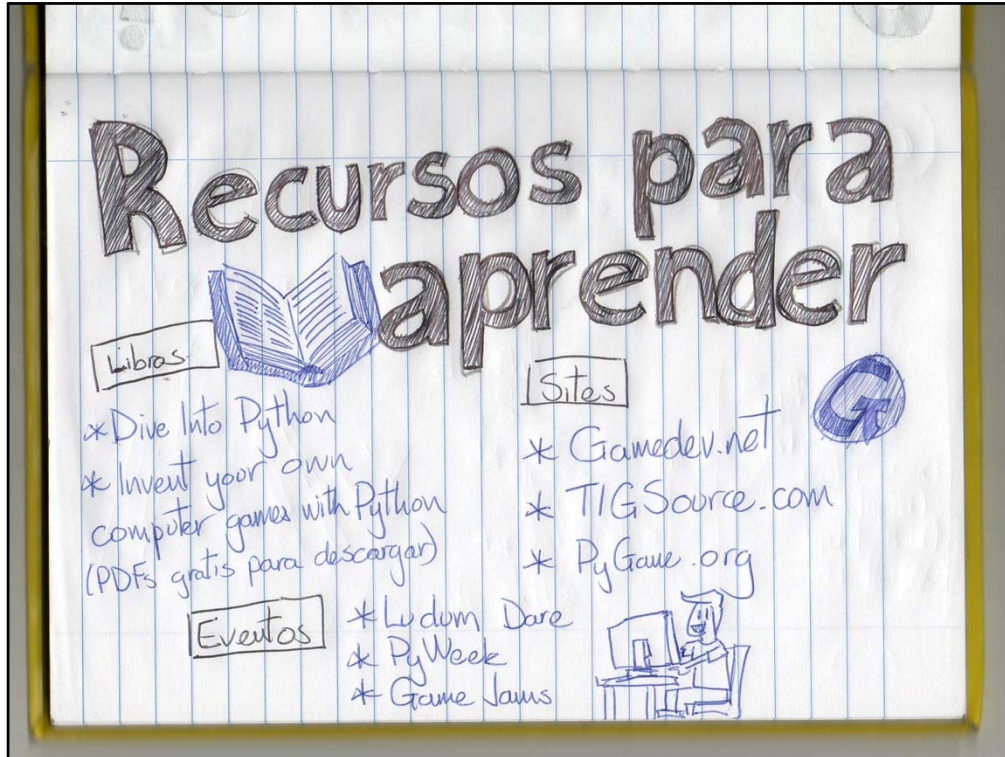 Recursos para
aprender
Libros
* Dive Into Python
* Invent your own
computer games with Python
(PDFs gratis para descargar)
Sites
G
* Gamedev.net
* TIGSource.com
* PyGame.org
Eventos
* Ludum Dare
* PyWeek
* Game Jams